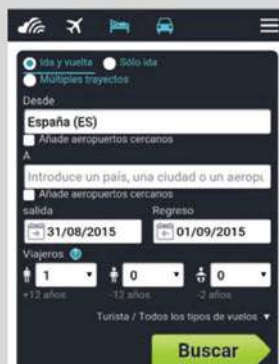 Ida y vuelta Sólo ida
Múltiples trayectos
Desde
España (ES)
Añade aeropuertos cercanos
A
Introduce un país, una ciudad o un aeropu
Añade aeropuertos cercanos
salida Regreso
31/08/2015 01/09/2015
Viajeros ?
1 0 0
+12 años -12 años -2 años
Turista / Todos los tipos de vuelos
Buscar